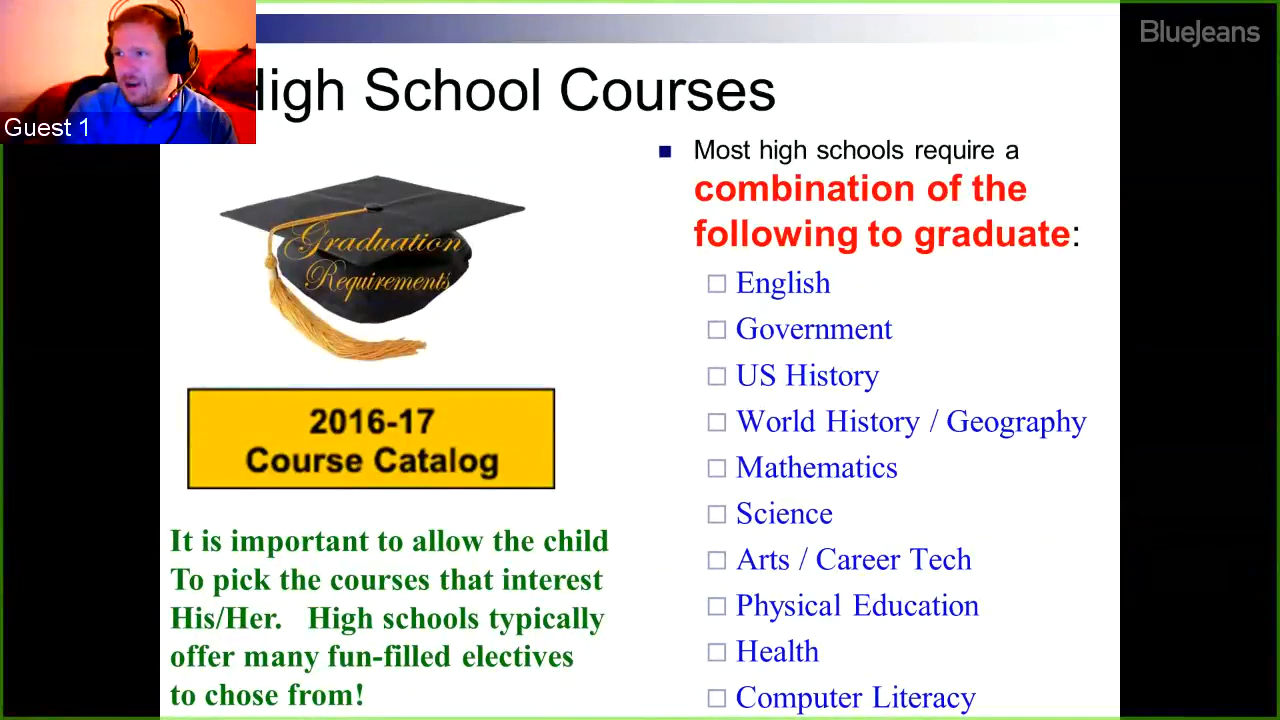 BlueJeans
Guest 1
High School Courses
Graduation
Requirements
2016-17
Course Catalog
It is important to allow the child
To pick the courses that interest
His/Her. High schools typically
offer many fun-filled electives
to chose from!
Most high schools require a
combination of the
following to graduate:
English
Government
US History
World History / Geography
Mathematics
Science
Arts / Career Tech
Physical Education
Health
Computer Literacy